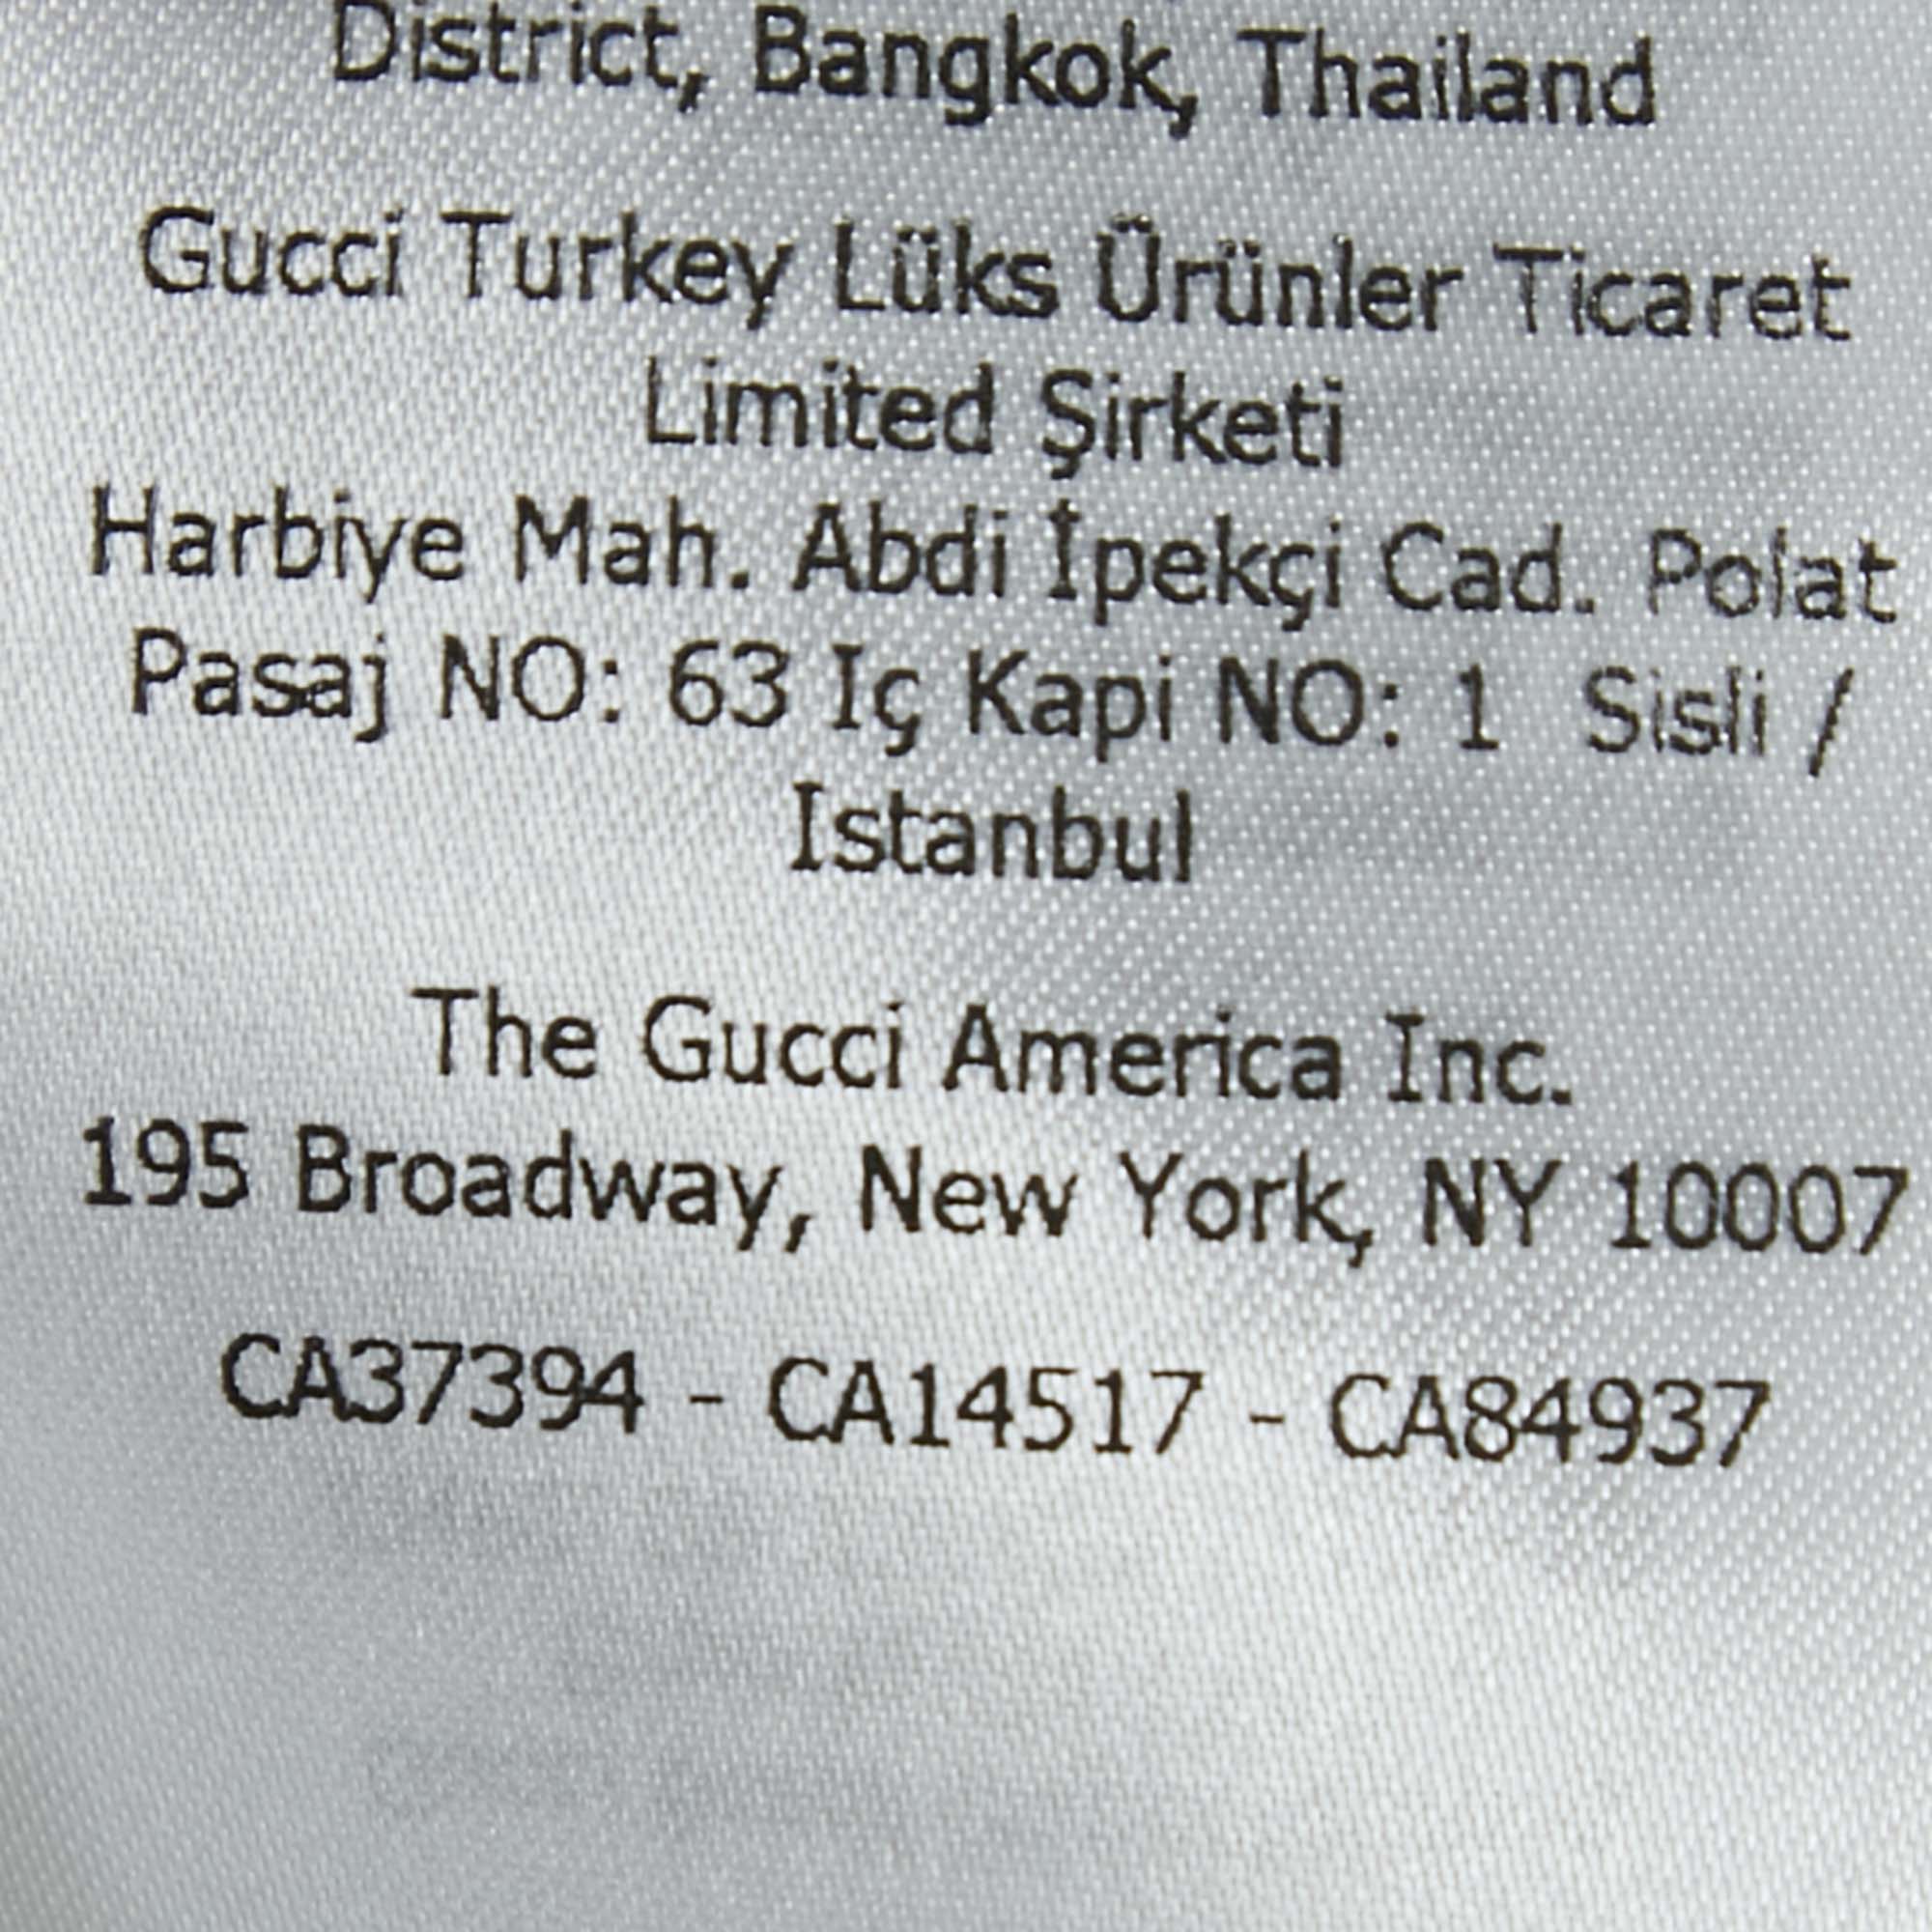 District, Bangkok, Thailand
Gucci Turkey Lüks Ürünler Ticaret
Limited Şirketi
Harbiye Mah. Abdi İpekçi Cad. Polat
Pasaj NO: 63 Iç Kapi NO: 1  Sisli /
Istanbul
The Gucci America Inc.
195 Broadway, New York, NY 10007
CA37394 - CA14517 - CA84937